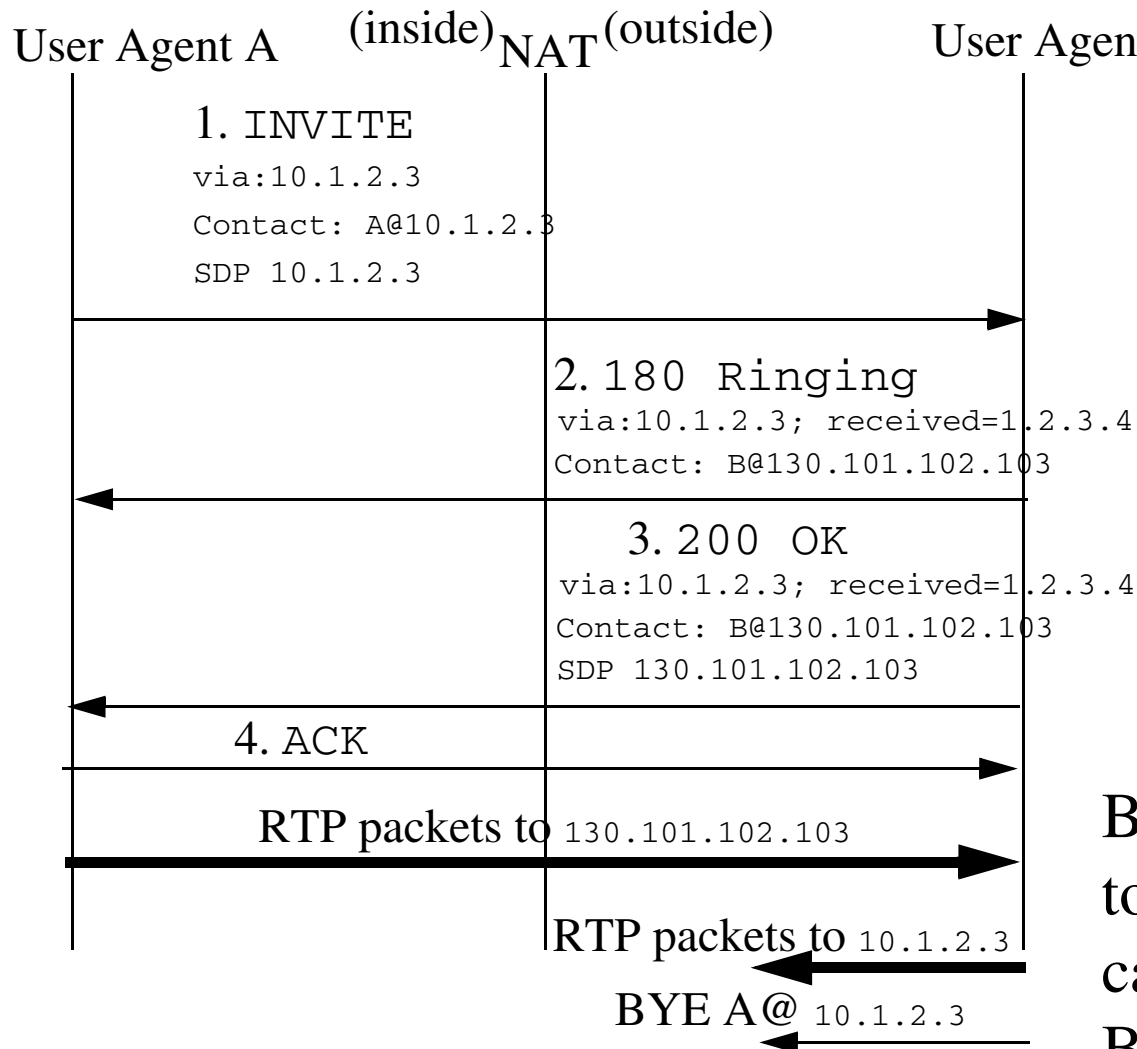 User Agent A (inside) NAT (outside) User Agen
1. INVITE
via:10.1.2.3
Contact: A@10.1.2.3
SDP 10.1.2.3
2. 180 Ringing
via:10.1.2.3; received=1.2.3.4
Contact: B@130.101.102.103
3. 200 OK
via:10.1.2.3; received=1.2.3.4
Contact: B@130.101.102.103
SDP 130.101.102.103
4. ACK
RTP packets to 130.101.102.103
RTP packets to 10.1.2.3
BYE A@ 10.1.2.3
B
to
ca